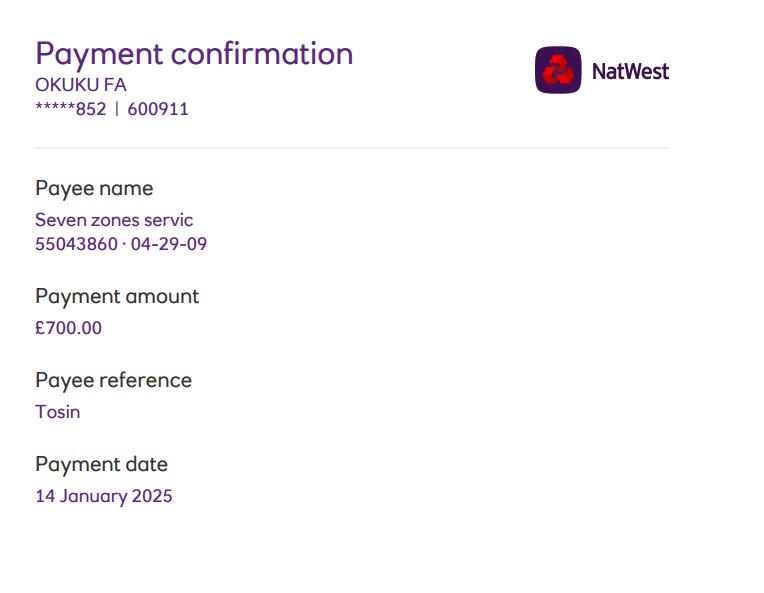 Payment confirmation
NatWest
OKUKU FA
*****852 | 600911
Payee name
Seven zones servic
55043860 · 04-29-09
Payment amount
£700.00
Payee reference
Tosin
Payment date
14 January 2025